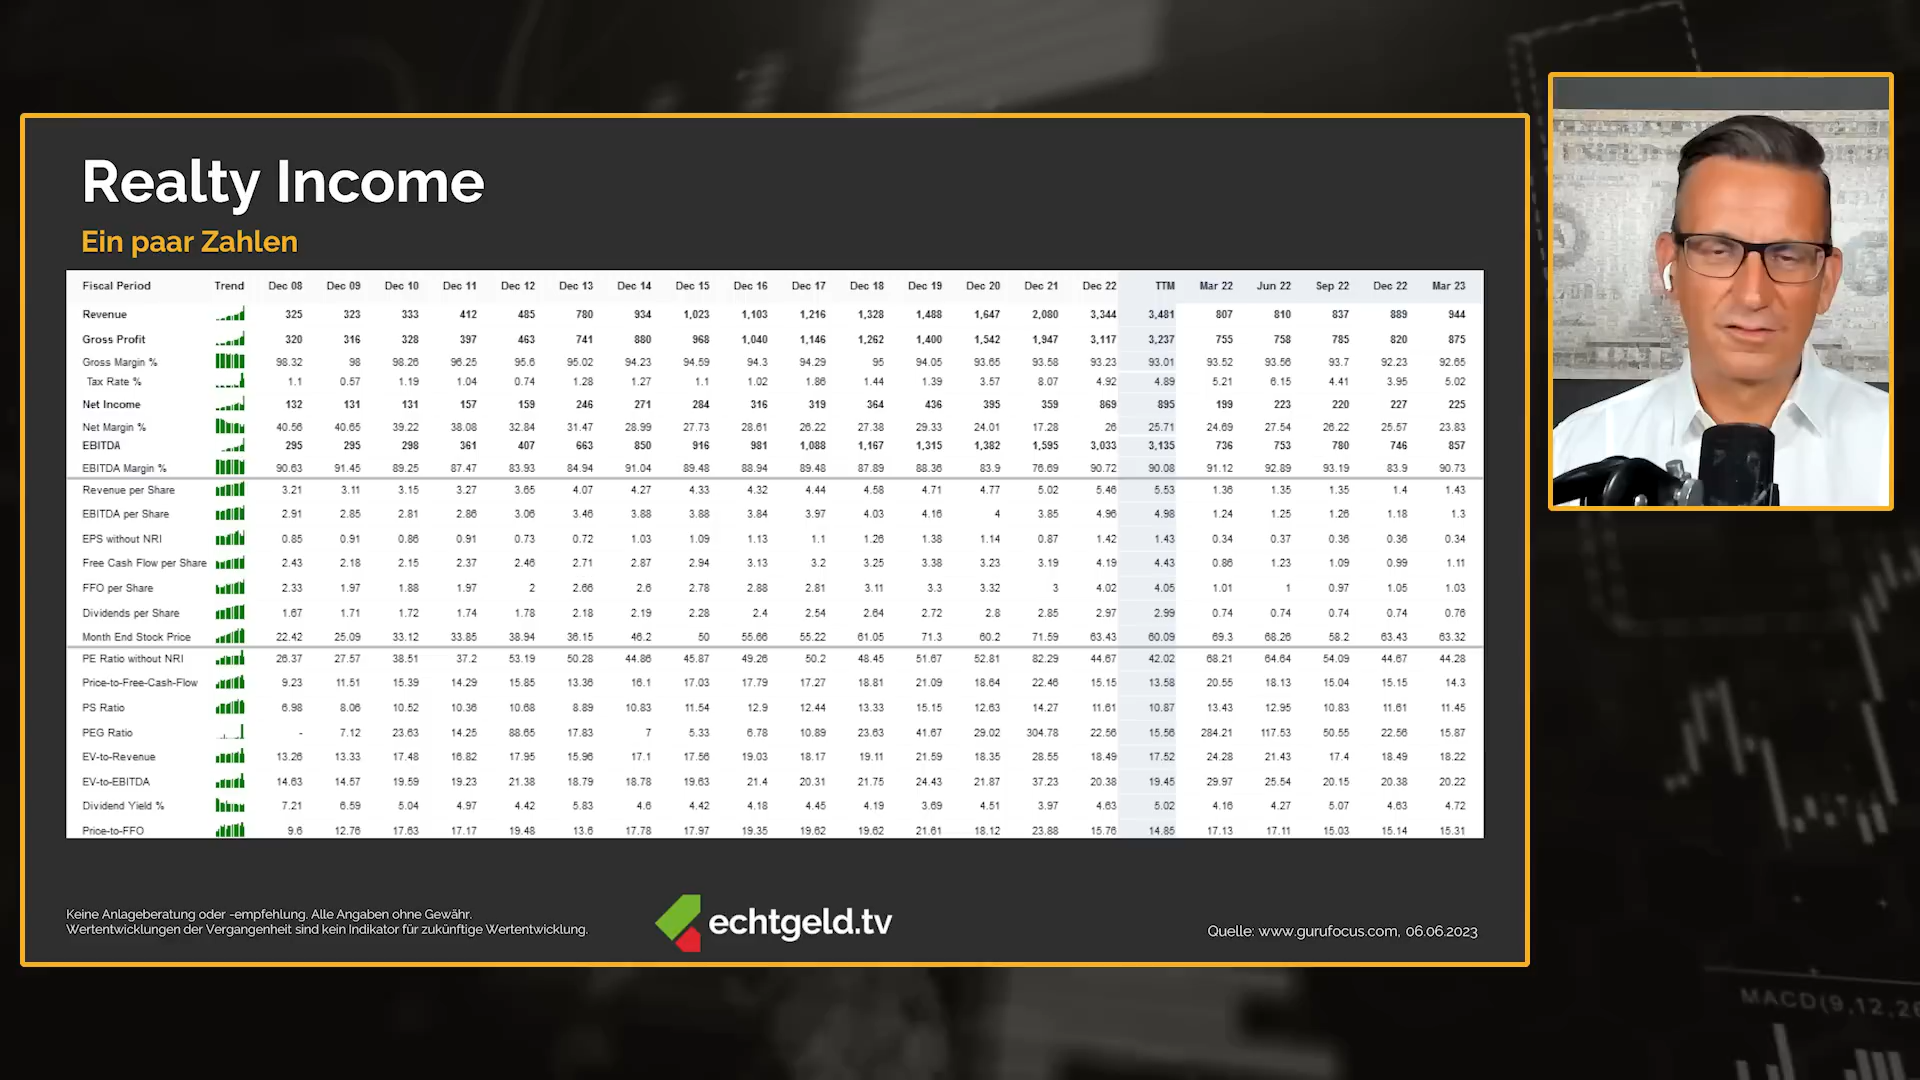 Realty Income
Ein paar Zahlen
Fiscal Period Trend Dec 08 Dec 09 Dec 10 Dec 11 Dec 12 Dec 13 Dec 14 Dec 15 Dec 16 Dec 17 Dec 18 Dec 19 Dec 20 Dec 21 Dec 22 TTM Mar 22 Jun 22 Sep 22 Dec 22 Mar 23
Revenue 325 323 333 412 485 780 934 1,023 1,103 1,216 1,328 1,488 1,647 2,080 3,344 3,481 807 810 837 889 944
Gross Profit 320 316 328 397 463 741 880 968 1,040 1,146 1,262 1,400 1,542 1,947 3,117 3,237 755 758 785 820 875
Gross Margin % 98.32 98 98.26 96.25 95.6 95.02 94.23 94.59 94.3 94.29 95 94.05 93.65 93.58 93.23 93.01 93.52 93.56 93.7 92.23 92.65
Tax Rate % 1.1 0.57 1.19 1.04 0.74 1.28 1.27 1.1 1.02 1.86 1.44 1.39 3.57 8.07 4.92 4.89 5.21 6.15 4.41 3.95 5.02
Net Income 132 131 131 157 159 246 271 284 316 319 364 436 395 359 869 895 199 223 220 227 225
Net Margin % 40.56 40.65 39.22 38.08 32.84 31.47 28.99 27.73 28.61 26.22 27.38 29.33 24.01 17.28 26 25.71 24.69 27.54 26.22 25.57 23.83
EBITDA 295 295 298 361 407 663 850 916 981 1,088 1,167 1,315 1,382 1,595 3,033 3,135 736 753 780 746 857
EBITDA Margin % 90.63 91.45 89.25 87.47 83.93 84.94 91.04 89.48 88.94 89.48 87.89 88.36 83.9 76.69 90.72 90.08 91.12 92.89 93.19 83.9 90.73
Revenue per Share 3.21 3.11 3.15 3.27 3.65 4.07 4.27 4.33 4.32 4.44 4.58 4.71 4.77 5.02 5.46 5.53 1.36 1.35 1.35 1.4 1.43
EBITDA per Share 2.91 2.85 2.81 2.86 3.06 3.46 3.88 3.88 3.84 3.97 4.03 4.16 4 3.85 4.96 4.98 1.24 1.25 1.26 1.18 1.3
EPS without NRI 0.85 0.91 0.86 0.91 0.73 0.72 1.03 1.09 1.13 1.1 1.26 1.38 1.14 0.87 1.42 1.43 0.34 0.37 0.36 0.36 0.34
Free Cash Flow per Share 2.43 2.18 2.15 2.37 2.46 2.71 2.87 2.94 3.13 3.2 3.25 3.38 3.23 3.19 4.19 4.43 0.86 1.23 1.09 0.99 1.11
FFO per Share 2.33 1.97 1.88 1.97 2 2.66 2.6 2.78 2.88 2.81 3.11 3.3 3.32 3 4.02 4.05 1.01 1 0.97 1.05 1.03
Dividends per Share 1.67 1.71 1.72 1.74 1.78 2.18 2.19 2.28 2.4 2.54 2.64 2.72 2.8 2.85 2.97 2.99 0.74 0.74 0.74 0.74 0.76
Month End Stock Price 22.42 25.09 33.12 33.85 38.94 36.15 46.2 50 55.66 55.22 61.05 71.3 60.2 71.59 63.43 60.09 69.3 68.26 58.2 63.43 63.32
PE Ratio without NRI 26.37 27.57 38.51 37.2 53.19 50.28 44.86 45.87 49.26 50.2 48.45 51.67 52.81 82.29 44.67 42.02 68.21 64.64 54.09 44.67 44.28
Price-to-Free-Cash-Flow 9.23 11.51 15.39 14.29 15.85 13.36 16.1 17.03 17.79 17.27 18.81 21.09 18.64 22.46 15.15 13.58 20.55 18.13 15.04 15.15 14.3
PS Ratio 6.98 8.06 10.52 10.36 10.68 8.89 10.83 11.54 12.9 12.44 13.33 15.15 12.63 14.27 11.61 10.87 13.43 12.95 10.83 11.61 11.45
PEG Ratio - 7.12 23.63 14.25 88.65 17.83 7 5.33 6.78 10.89 23.63 41.67 29.02 304.78 22.56 15.56 284.21 117.53 50.55 22.56 15.87
EV-to-Revenue 13.26 13.33 17.48 16.82 17.95 15.96 17.1 17.56 19.03 18.17 19.11 21.59 18.35 28.55 18.49 17.52 24.28 21.43 17.4 18.49 18.22
EV-to-EBITDA 14.63 14.57 19.59 19.23 21.38 18.79 18.78 19.63 21.4 20.31 21.75 24.43 21.87 37.23 20.38 19.45 29.97 25.54 20.15 20.38 20.22
Dividend Yield % 7.21 6.59 5.04 4.97 4.42 5.83 4.6 4.42 4.18 4.45 4.19 3.69 4.51 3.97 4.63 5.02 4.16 4.27 5.07 4.63 4.72
Price-to-FFO 9.6 12.76 17.63 17.17 19.48 13.6 17.78 17.97 19.35 19.62 19.62 21.61 18.12 23.88 15.76 14.85 17.13 17.11 15.03 15.14 15.31
Keine Anlageberatung oder -empfehlung. Alle Angaben ohne Gewähr.
Wertentwicklungen der Vergangenheit sind kein Indikator für zukünftige Wertentwicklung.
echtgeld.tv
Quelle: www.gurufocus.com, 06.06.2023